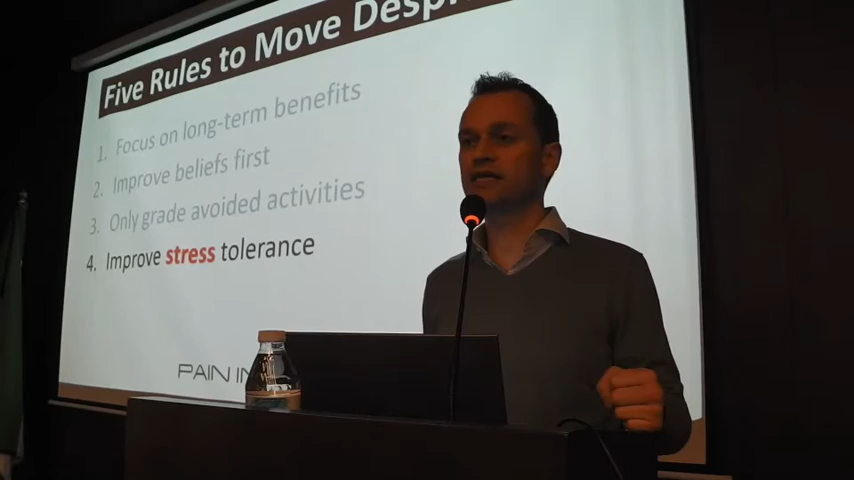 Five Rules to Move
1. Focus on long-term benefits
2. Improve beliefs first
3. Only grade avoided activities
4. Improve stress tolerance
PAIN